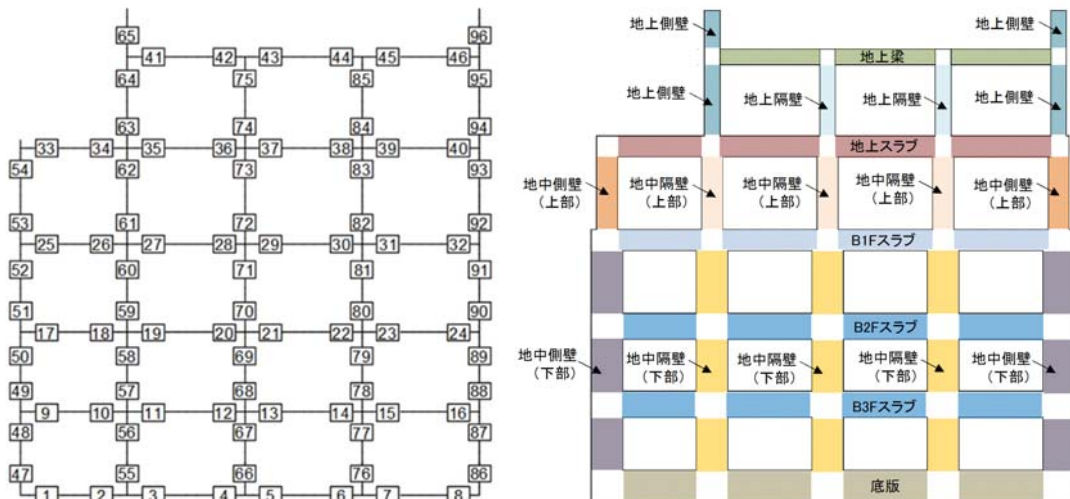 65 96
41 42 43 44 45 46
64 75 85 95
63 74 84 94
33 34 35 36 37 38 39 40
54 62 73 83 93
53 61 72 82 92
25 26 27 28 29 30 31 32
52 60 71 81 91
51 59 70 80 90
17 18 19 20 21 22 23 24
50 58 69 79 89
49 57 68 78 88
9 10 11 12 13 14 15 16
48 56 67 77 87
47 55 66 76 86
1 2 3 4 5 6 7 8
地上側壁 地上側壁
地上梁
地上側壁 地上隔壁 地上隔壁 地上側壁
地上スラブ
地中側壁 地中隔壁 地中隔壁 地中隔壁 地中側壁
(上部) (上部) (上部) (上部) (上部)
B1Fスラブ
B2Fスラブ
地中側壁 地中隔壁 地中隔壁 地中隔壁 地中側壁
(下部) (下部) (下部) (下部) (下部)
B3Fスラブ
底版